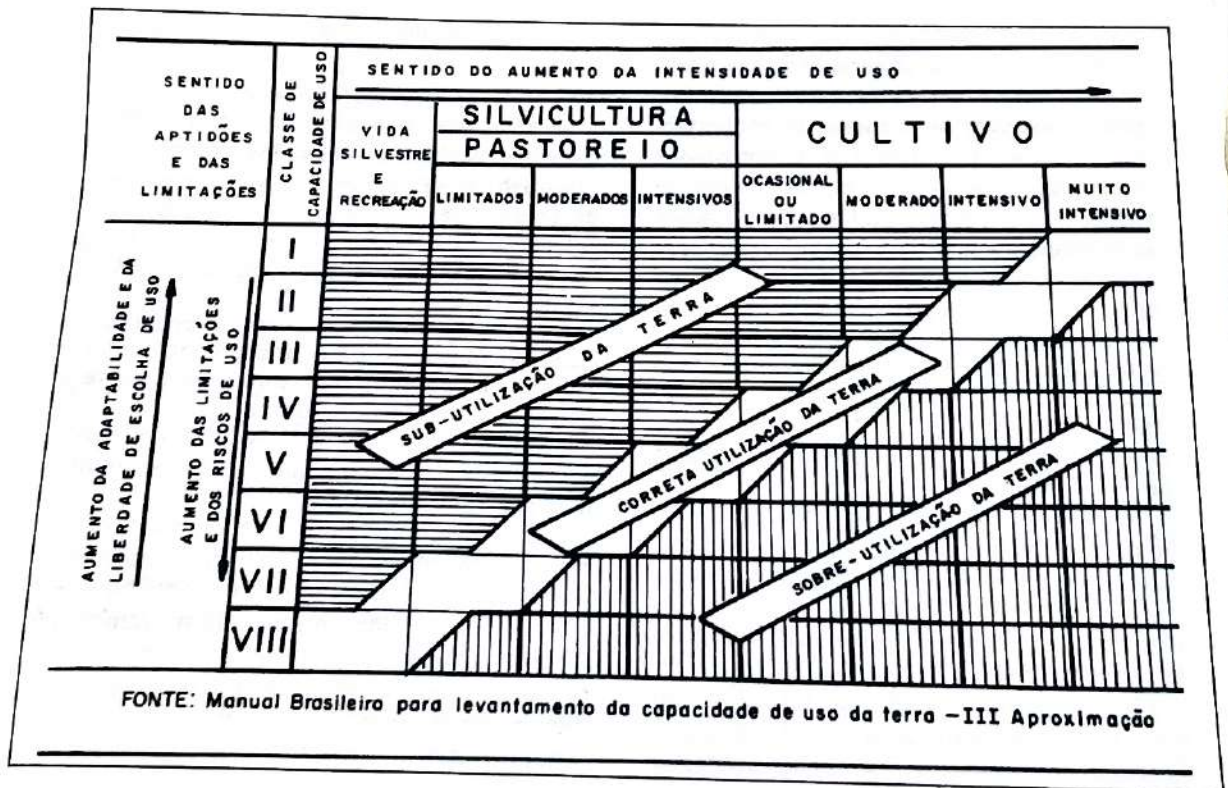 SENTIDO
DAS
APTIDÕES
E DAS
LIMITAÇÕES
CLASSE DE
CAPACIDADE DE USO
SENTIDO DO AUMENTO DA INTENSIDADE DE USO
VIDA
SILVESTRE
E
RECREAÇÃO
SILVICULTURA
PASTOREIO
CULTIVO
LIMITADOS
MODERADOS
INTENSIVOS
OCASIONAL
OU
LIMITADO
MODERADO
INTENSIVO
MUITO
INTENSIVO
AUMENTO DA ADAPTABILIDADE E DA
LIBERDADE DE ESCOLHA DE USO
AUMENTO DAS LIMITAÇÕES
E DOS RISCOS DE USO
I
II
III
IV
V
VI
VII
VIII
SUB-UTILIZAÇÃO DA TERRA
CORRETA UTILIZAÇÃO DA TERRA
SOBRE-UTILIZAÇÃO DA TERRA
FONTE: Manual Brasileiro para levantamento da capacidade de uso da terra -III Aproximação